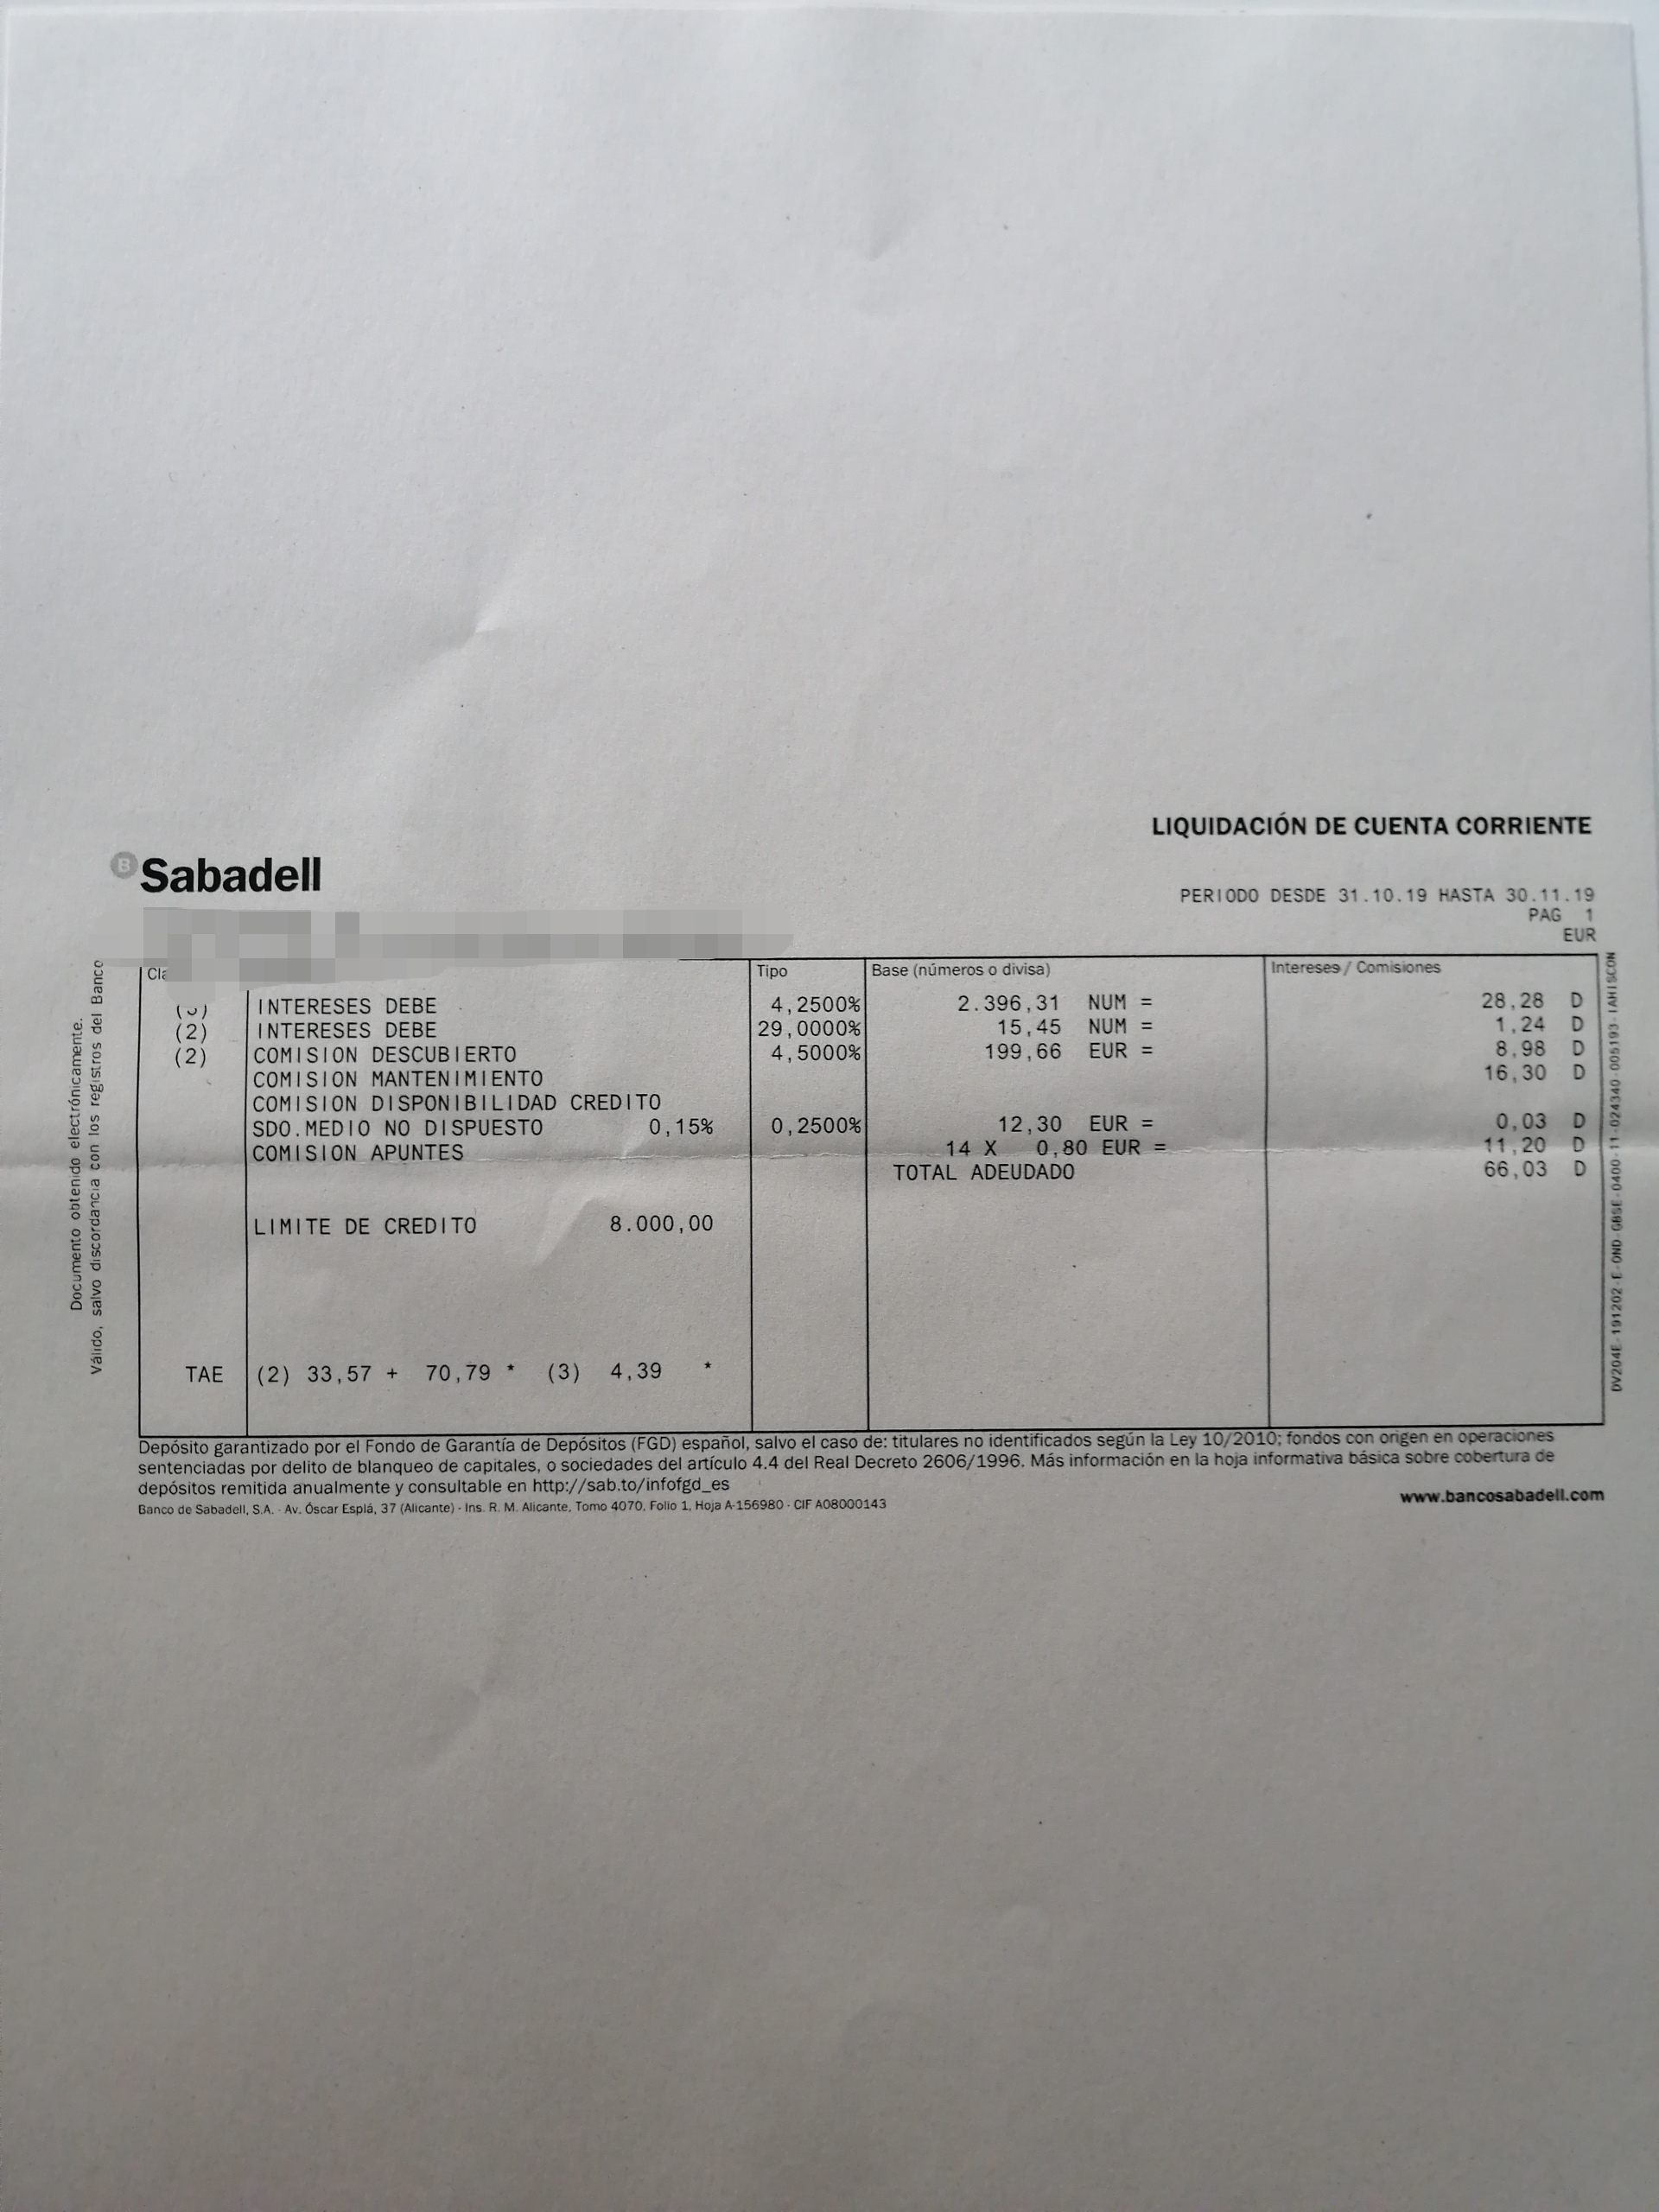 LIQUIDACIÓN DE CUENTA CORRIENTE
B Sabadell
PERIODO DESDE 31.10.19 HASTA 30.11.19
PAG 1
EUR
Tipo Base (números o divisa) Intereses / Comisiones
INTERESES DEBE 4,2500% 2.396,31 NUM = 28,28 D
(2) INTERESES DEBE 29,0000% 15,45 NUM = 1,24 D
(2) COMISION DESCUBIERTO 4,5000% 199,66 EUR = 8,98 D
COMISION MANTENIMIENTO 16,30 D
COMISION DISPONIBILIDAD CREDITO
SDO.MEDIO NO DISPUESTO 0,15% 0,2500% 12,30 EUR = 0,03 D
COMISION APUNTES 14 X 0,80 EUR = 11,20 D
TOTAL ADEUDADO 66,03 D
LIMITE DE CREDITO 8.000,00
TAE (2) 33,57 + 70,79 * (3) 4,39 *
Depósito garantizado por el Fondo de Garantía de Depósitos (FGD) español, salvo el caso de: titulares no identificados según la Ley 10/2010; fondos con origen en operaciones
sentenciadas por delito de blanqueo de capitales, o sociedades del artículo 4.4 del Real Decreto 2606/1996. Más información en la hoja informativa básica sobre cobertura de
depósitos remitida anualmente y consultable en http://sab.to/infofgd_es
Banco de Sabadell, S.A. - Av. Óscar Esplá, 37 (Alicante) - Ins. R. M. Alicante, Tomo 4070, Folio 1, Hoja A-156980 - CIF A08000143
www.bancosabadell.com
Documento obtenido electrónicamente.
Válido, salvo discordancia con los registros del Banco
DV204E-191202-E-OND-GBSE-0400-11-024340-005193-IAHISCON